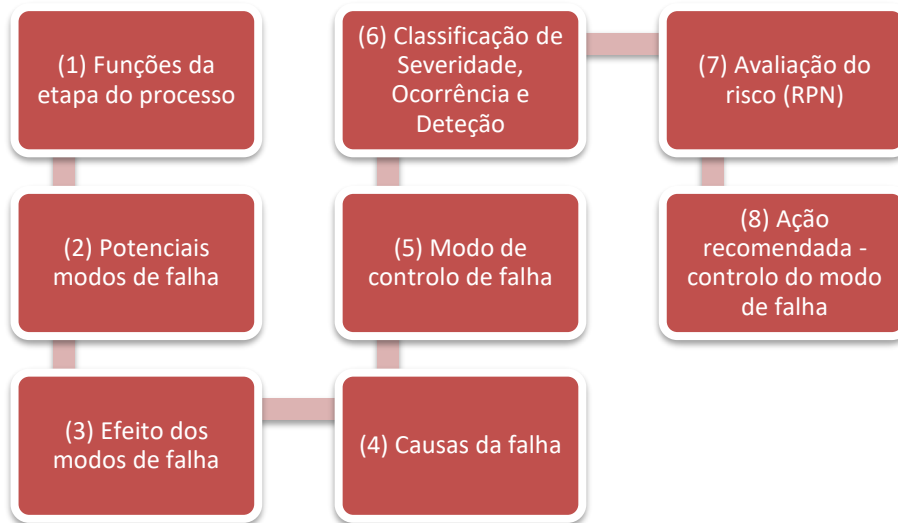 (1) Funções da
etapa do processo
(2) Potenciais
modos de falha
(3) Efeito dos
modos de falha
(4) Causas da falha
(5) Modo de
controlo de falha
(6) Classificação de
Severidade,
Ocorrência e
Deteção
(7) Avaliação do
risco (RPN)
(8) Ação
recomendada -
controlo do modo
de falha